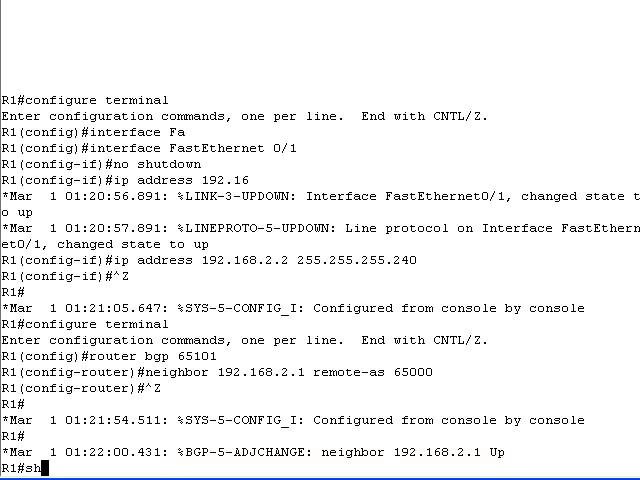 R1#configure terminal
Enter configuration commands, one per line.  End with CNTL/Z.
R1(config)#interface Fa
R1(config)#interface FastEthernet 0/1
R1(config-if)#no shutdown
R1(config-if)#ip address 192.16
*Mar  1 01:20:56.891: %LINK-3-UPDOWN: Interface FastEthernet0/1, changed state t
o up
*Mar  1 01:20:57.891: %LINEPROTO-5-UPDOWN: Line protocol on Interface FastEthern
et0/1, changed state to up
R1(config-if)#ip address 192.168.2.2 255.255.255.240
R1(config-if)#^Z
R1#
*Mar  1 01:21:05.647: %SYS-5-CONFIG_I: Configured from console by console
R1#configure terminal
Enter configuration commands, one per line.  End with CNTL/Z.
R1(config)#router bgp 65101
R1(config-router)#neighbor 192.168.2.1 remote-as 65000
R1(config-router)#^Z
R1#
*Mar  1 01:21:54.511: %SYS-5-CONFIG_I: Configured from console by console
R1#
*Mar  1 01:22:00.431: %BGP-5-ADJCHANGE: neighbor 192.168.2.1 Up
R1#sh